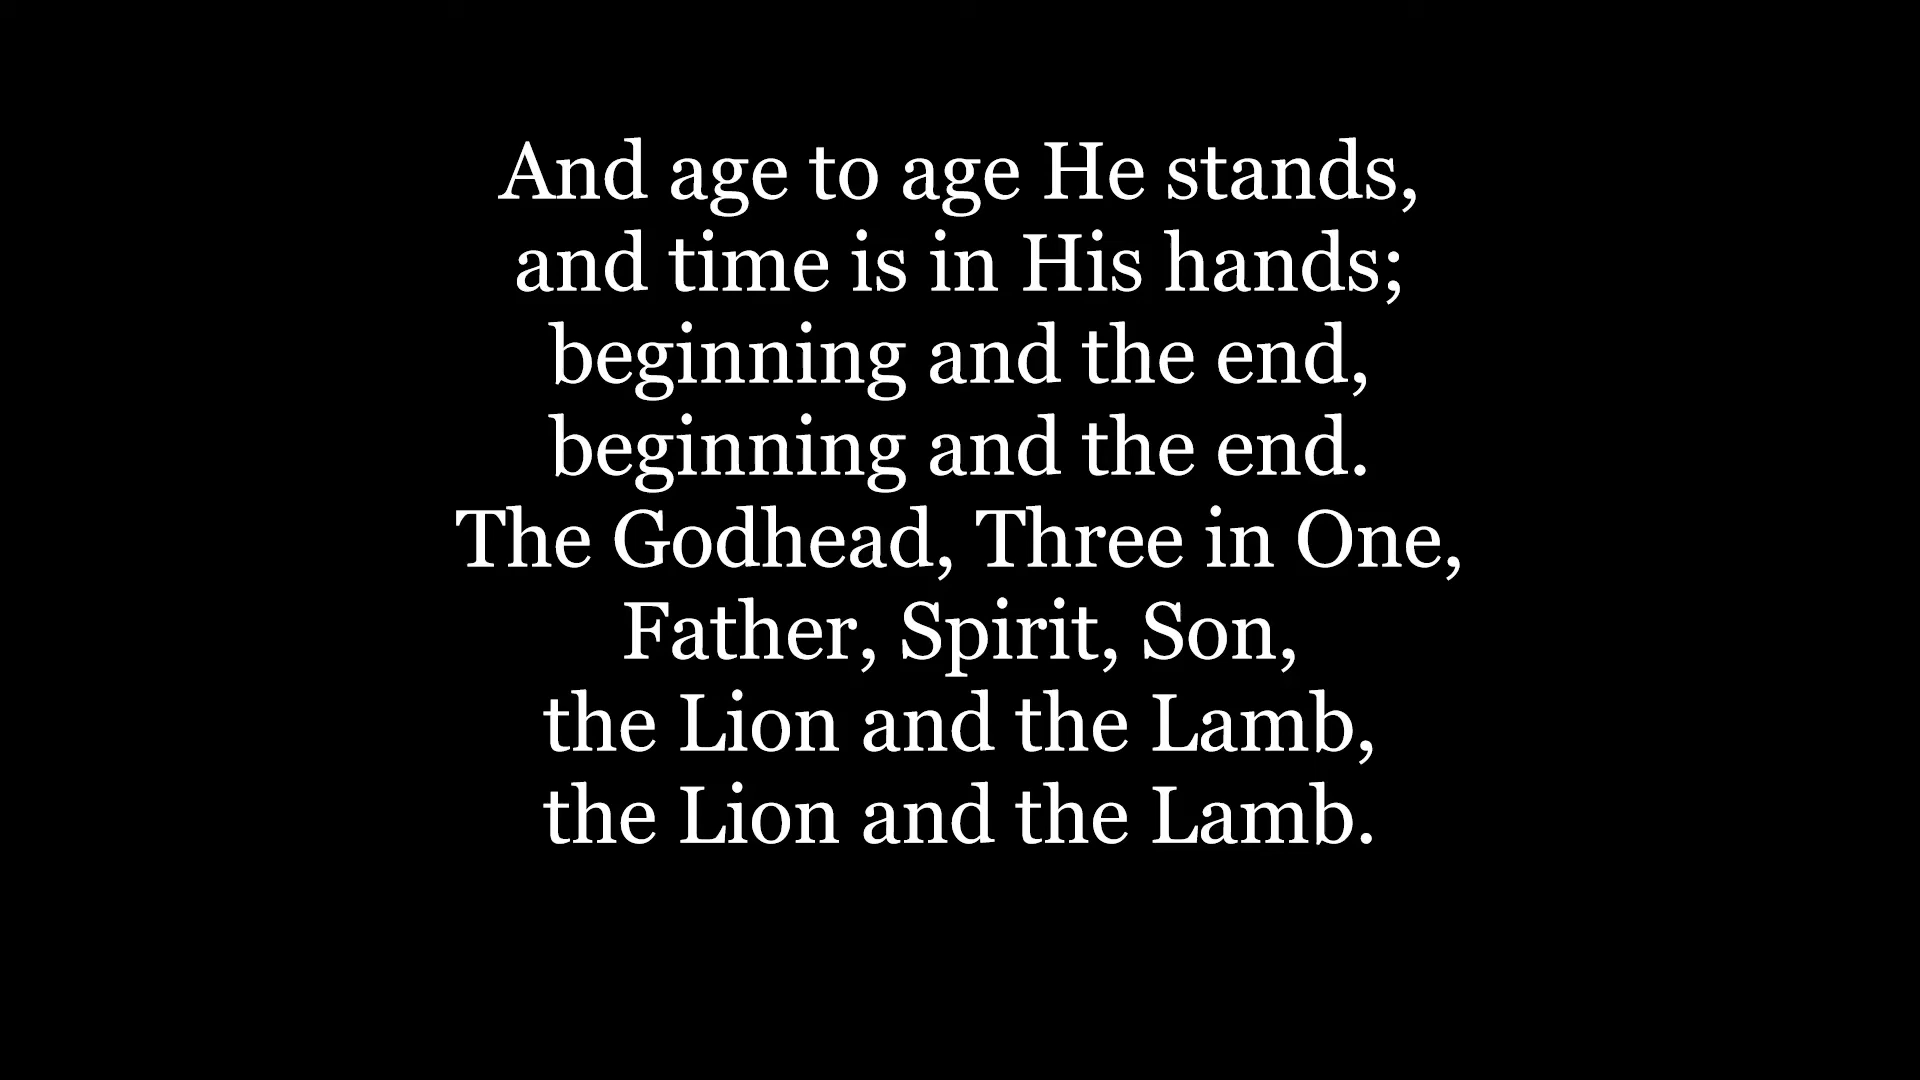 And age to age He stands,
and time is in His hands;
beginning and the end,
beginning and the end.
The Godhead, Three in One,
Father, Spirit, Son,
the Lion and the Lamb,
the Lion and the Lamb.